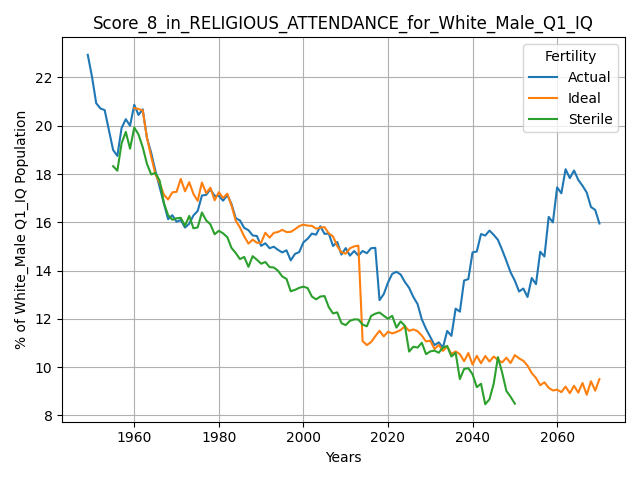 Score_8_in_RELIGIOUS_ATTENDANCE_for_White_Male_Q1_IQ
Fertility
Actual
Ideal
Sterile
% of White_Male Q1_IQ Population
22
20
18
16
14
12
10
8
1960
1980
2000
2020
2040
2060
Years